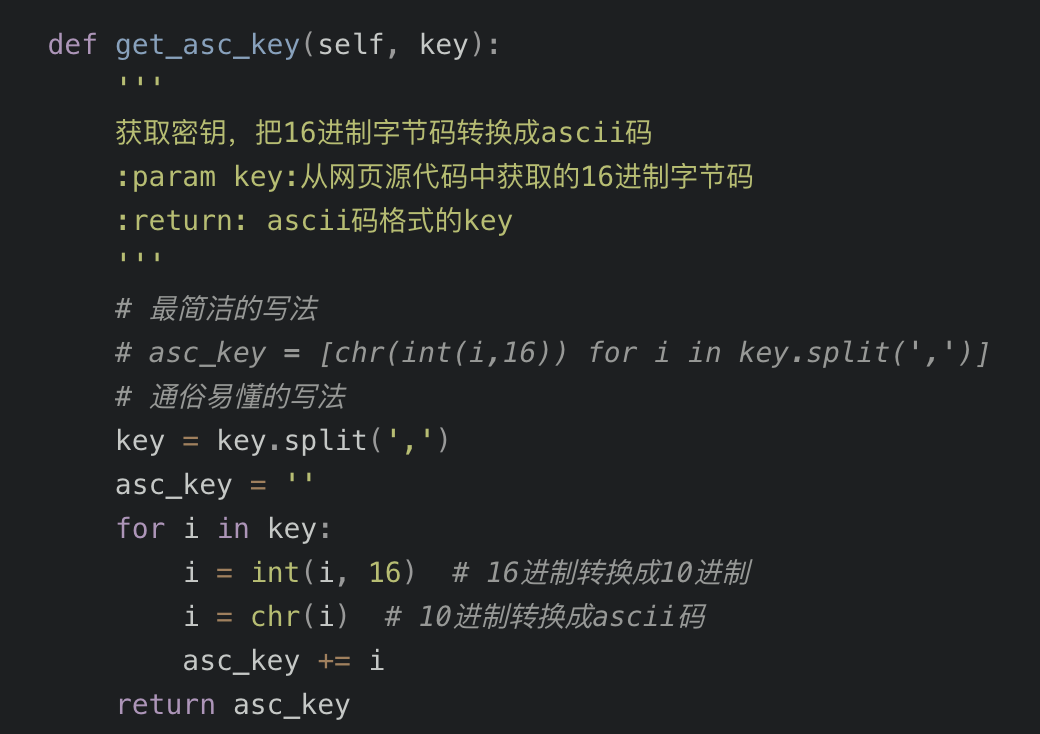 def get_asc_key(self, key):
    '''
    获取密钥，把16进制字节码转换成ascii码
    :param key:从网页源代码中获取的16进制字节码
    :return: ascii码格式的key
    '''
    # 最简洁的写法
    # asc_key = [chr(int(i,16)) for i in key.split(',')]
    # 通俗易懂的写法
    key = key.split(',')
    asc_key = ''
    for i in key:
        i = int(i, 16)  # 16进制转换成10进制
        i = chr(i)  # 10进制转换成ascii码
        asc_key += i
    return asc_key